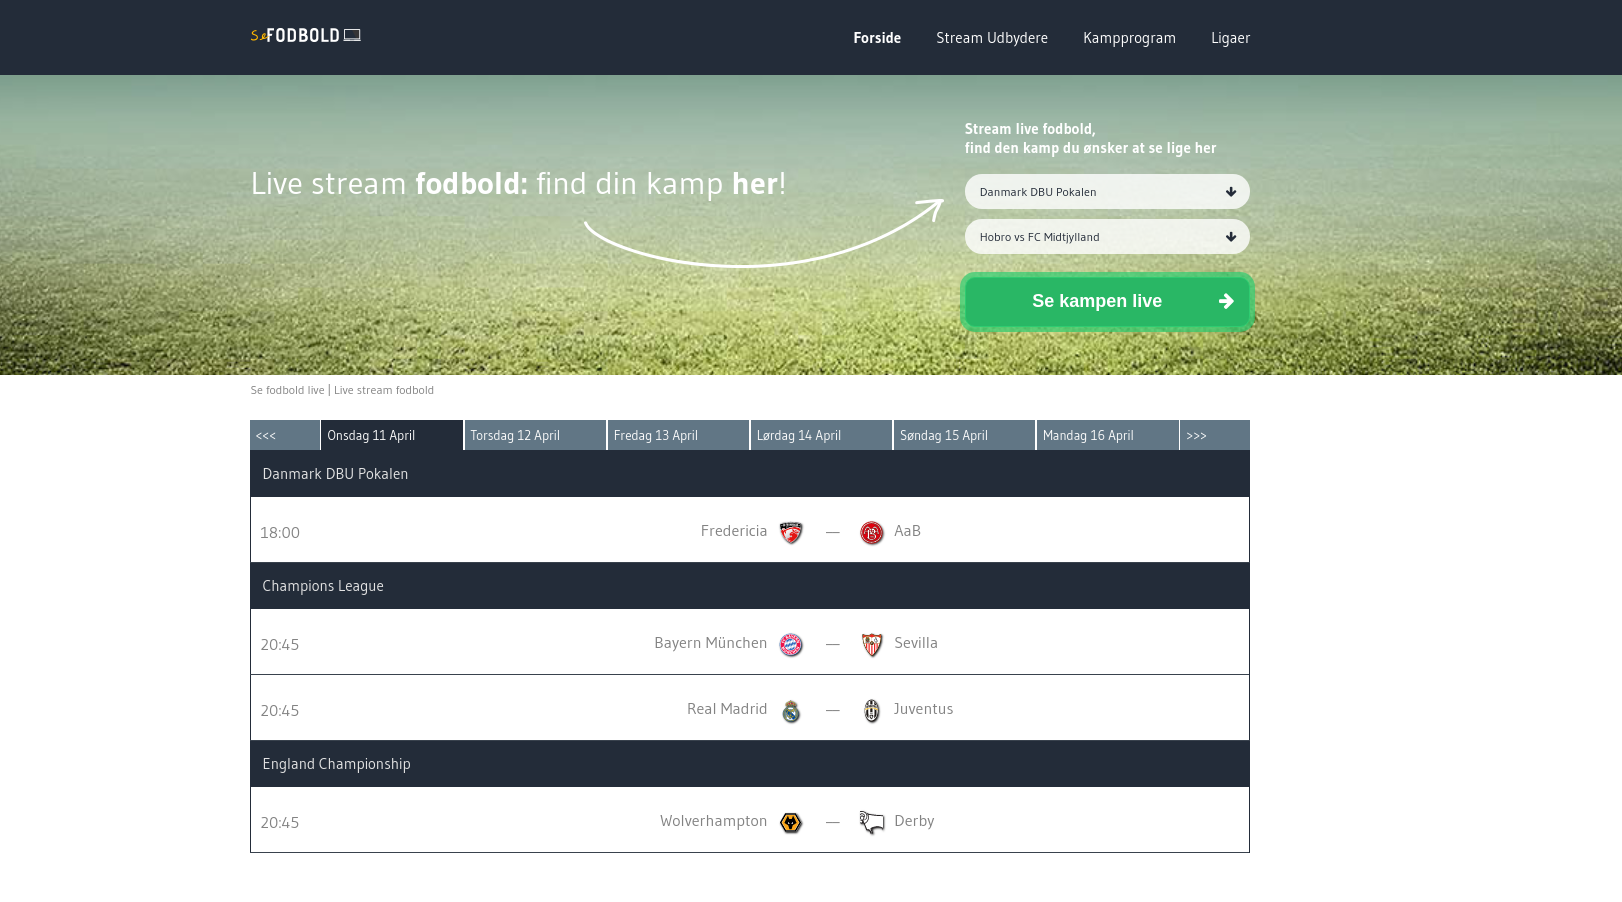 SeFODBOLD
Forside Stream Udbydere Kampprogram Ligaer
Stream live fodbold,
find den kamp du ønsker at se lige her
Live stream fodbold: find din kamp her!
Danmark DBU Pokalen
Hobro vs FC Midtjylland
Se kampen live
Se fodbold live | Live stream fodbold
<<< Onsdag 11 April Torsdag 12 April Fredag 13 April Lørdag 14 April Søndag 15 April Mandag 16 April >>>
Danmark DBU Pokalen
18:00 Fredericia — AaB
Champions League
20:45 Bayern München — Sevilla
20:45 Real Madrid — Juventus
England Championship
20:45 Wolverhampton — Derby